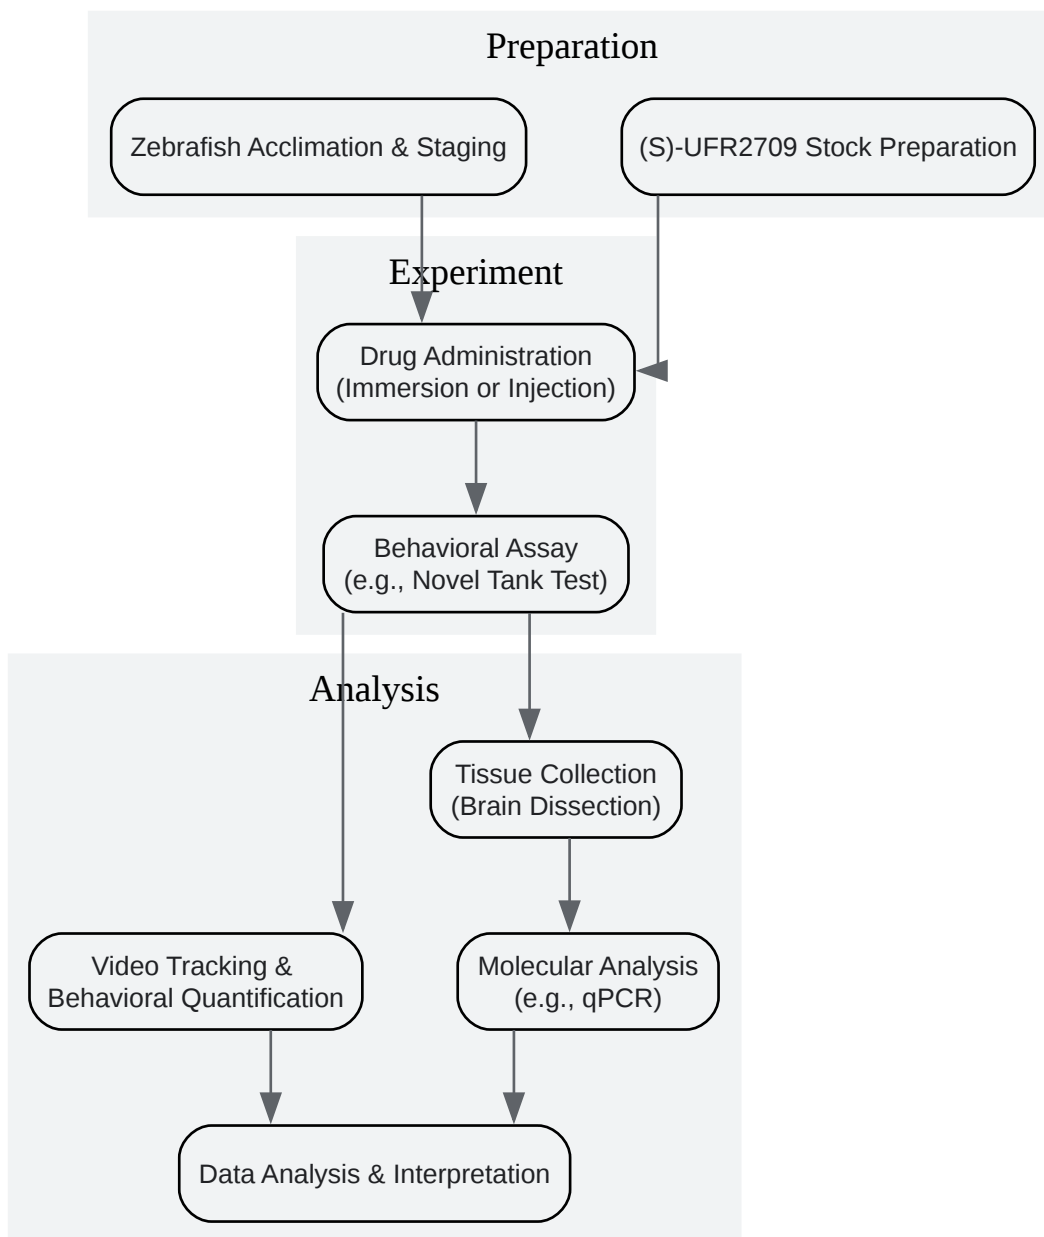 Preparation
Zebrafish Acclimation & Staging
(S)-UFR2709 Stock Preparation
Experiment
Drug Administration
(Immersion or Injection)
Behavioral Assay
(e.g., Novel Tank Test)
Analysis
Tissue Collection
(Brain Dissection)
Video Tracking &
Behavioral Quantification
Molecular Analysis
(e.g., qPCR)
Data Analysis & Interpretation